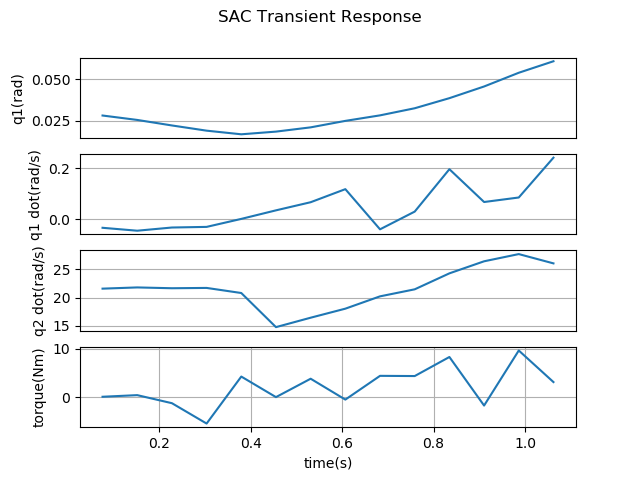 SAC Transient Response
q1(rad)
0.050
0.025
q1 dot(rad/s)
0.2
0.0
q2 dot(rad/s)
25
20
15
torque(Nm)
10
0
0.2 0.4 0.6 0.8 1.0
time(s)